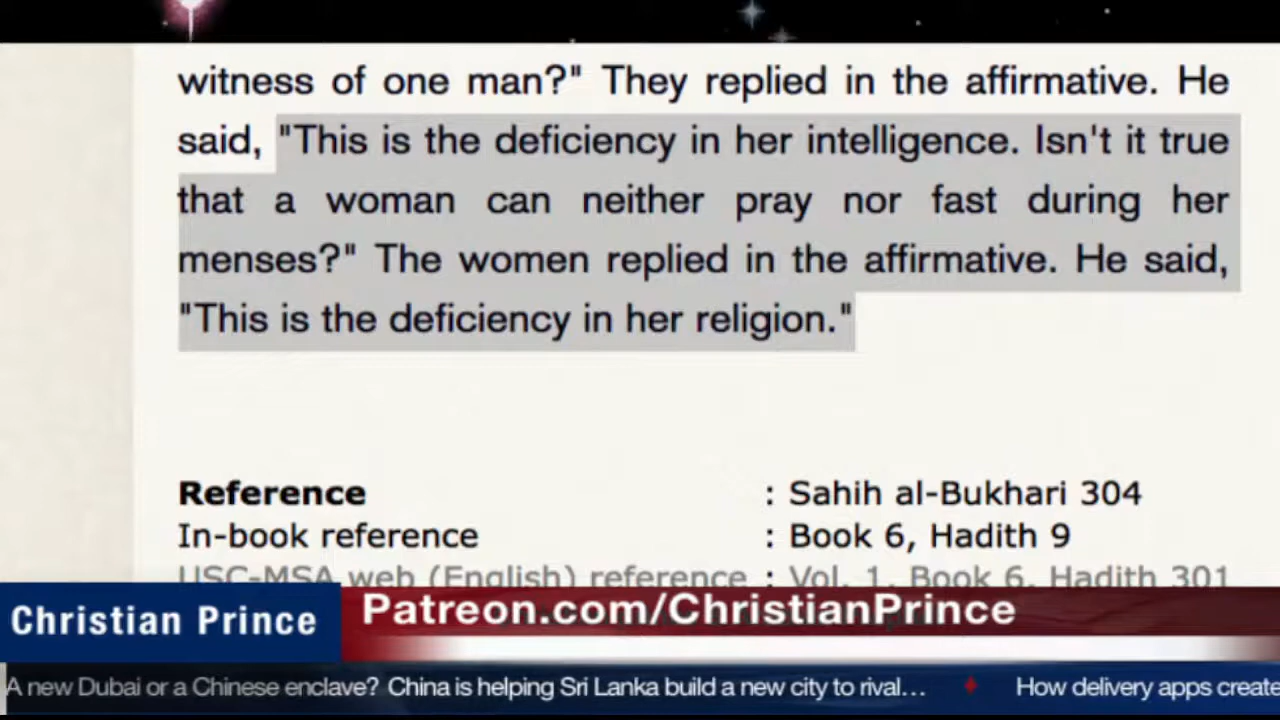 witness of one man?" They replied in the affirmative. He
said, "This is the deficiency in her intelligence. Isn't it true
that a woman can neither pray nor fast during her
menses?" The women replied in the affirmative. He said,
"This is the deficiency in her religion."
Reference : Sahih al-Bukhari 304
In-book reference : Book 6, Hadith 9
USC-MSA web (English) reference : Vol. 1, Book 6, Hadith 301
Christian Prince
Patreon.com/ChristianPrince
A new Dubai or a Chinese enclave? China is helping Sri Lanka build a new city to rival... ♦ How delivery apps create